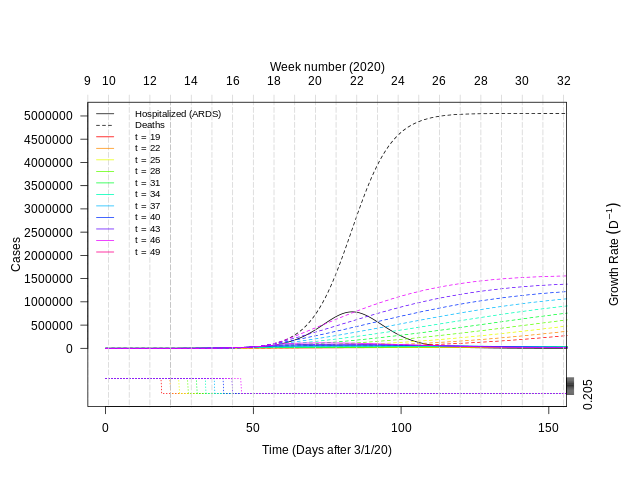 Week number (2020)
9 10 12 14 16 18 20 22 24 26 28 30 32
Hospitalized (ARDS)
Deaths
t = 19
t = 22
t = 25
t = 28
t = 31
t = 34
t = 37
t = 40
t = 43
t = 46
t = 49
5000000
4500000
4000000
3500000
3000000
2500000
2000000
1500000
1000000
500000
0
Cases
Growth Rate (D⁻¹)
0.205
0 50 100 150
Time (Days after 3/1/20)